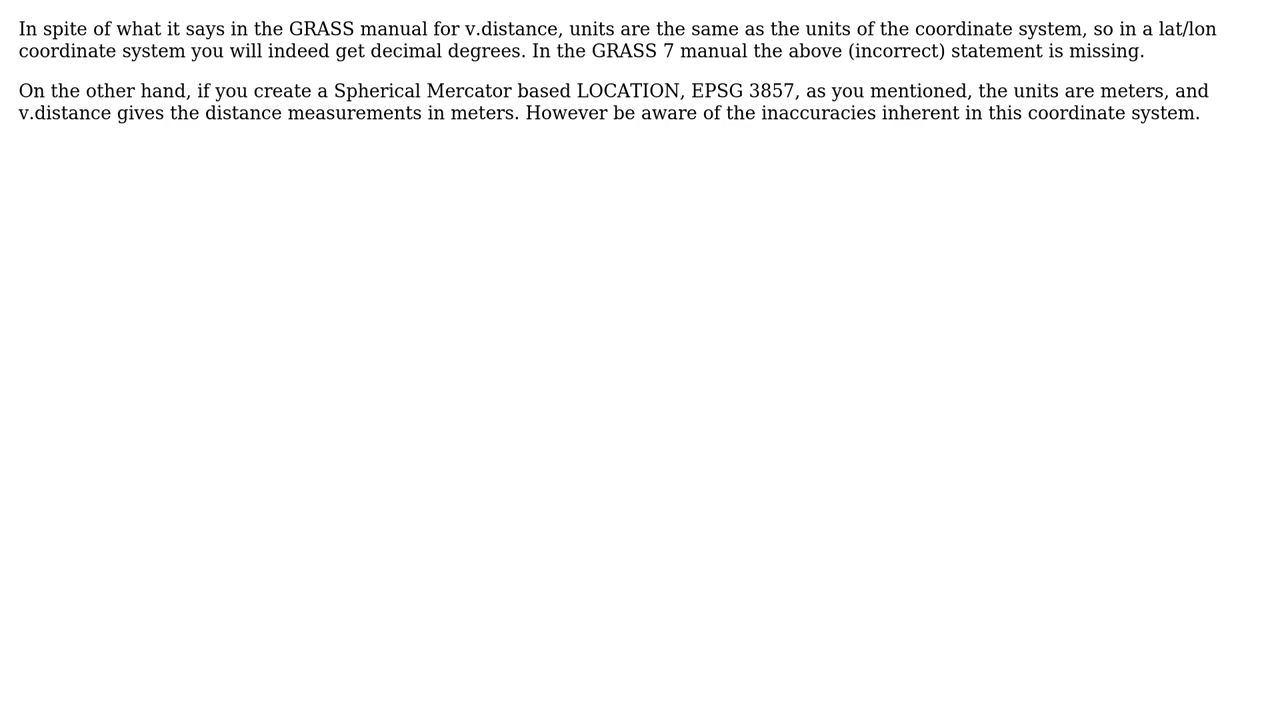 In spite of what it says in the GRASS manual for v.distance, units are the same as the units of the coordinate system, so in a lat/lon
coordinate system you will indeed get decimal degrees. In the GRASS 7 manual the above (incorrect) statement is missing.
On the other hand, if you create a Spherical Mercator based LOCATION, EPSG 3857, as you mentioned, the units are meters, and
v.distance gives the distance measurements in meters. However be aware of the inaccuracies inherent in this coordinate system.